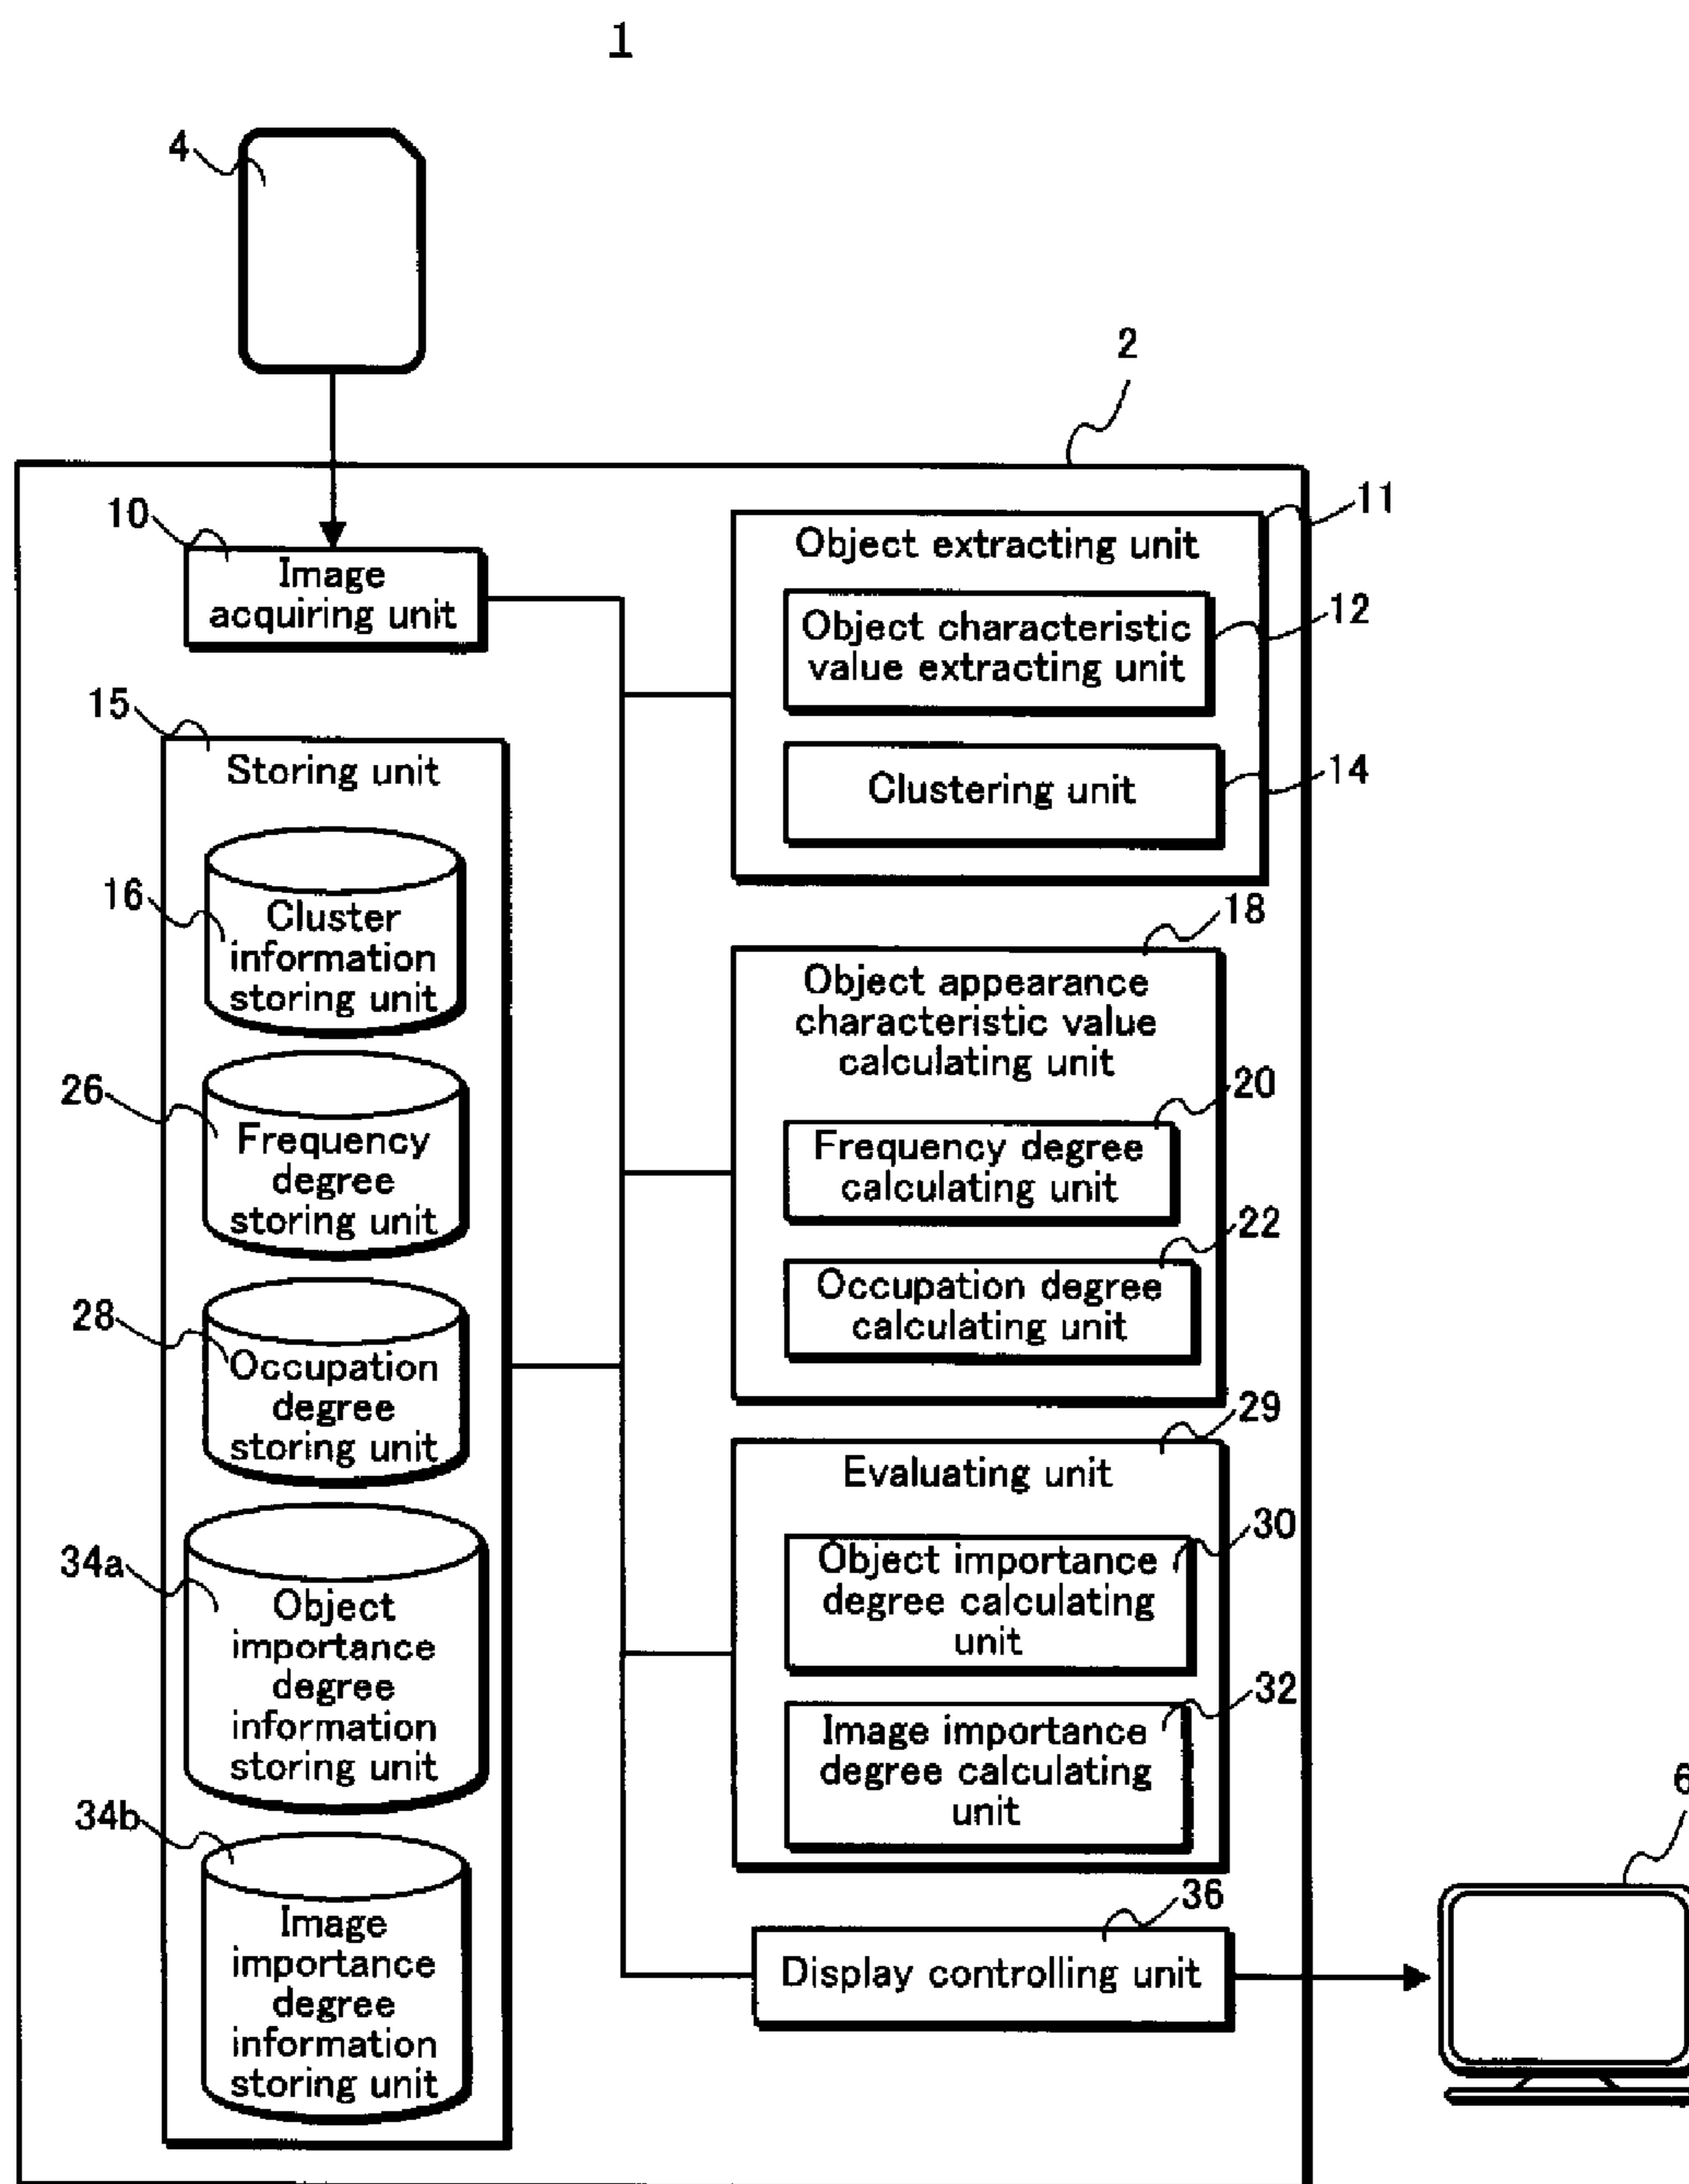 1
4
2
10
Image
acquiring unit
11
Object extracting unit
12
Object characteristic
value extracting unit
14
Clustering unit
15
Storing unit
16
Cluster
information
storing unit
26
Frequency
degree
storing unit
28
Occupation
degree
storing unit
34a
Object
importance
degree
information
storing unit
34b
Image
importance
degree
information
storing unit
18
Object appearance
characteristic value
calculating unit
20
Frequency degree
calculating unit
22
Occupation degree
calculating unit
29
Evaluating unit
30
Object importance
degree calculating
unit
32
Image importance
degree calculating
unit
36
Display controlling unit
6